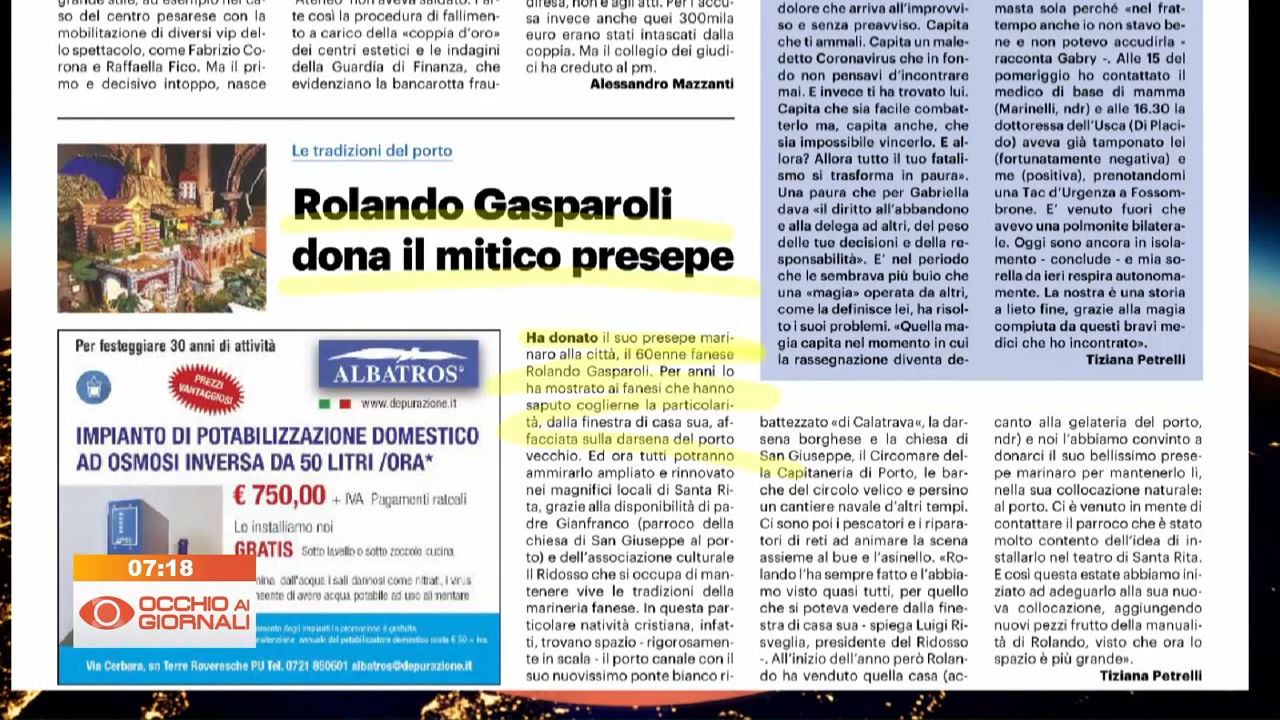 grande stile, ad esempio nel ca-
so del centro pesarese con la
mobilitazione di diversi vip del-
lo spettacolo, come Fabrizio Co-
rona e Raffaella Fico. Ma il pri-
mo e decisivo intoppo, nasce
te così la procedura di fallimen-
to a carico della «coppia d'oro»
dei centri estetici e le indagini
della Guardia di Finanza, che
evidenziano la bancarotta frau-
difesa, non è agli atti. Per l'accu-
sa invece anche quei 300mila
euro erano stati intascati dalla
coppia. Ma il collegio dei giudi-
ci ha creduto al pm.
Alessandro Mazzanti
Le tradizioni del porto
Rolando Gasparoli
dona il mitico presepe
Per festeggiare 30 anni di attività
PREZZI
VANTAGGIOSI
ALBATROS
www.depurazione.it
IMPIANTO DI POTABILIZZAZIONE DOMESTICO
AD OSMOSI INVERSA DA 50 LITRI /ORA*
€ 750,00 + IVA Pagamenti rateali
Lo installiamo noi
GRATIS Sotto lavello o sotto zoccolo cucina
dall'acqua i sali dannosi come nitrati, i virus
di avere acqua potabile ad uso alimentare
Via Cerbara, sn Terre Roveresche PU Tel. 0721 860601 albatros@depurazione.it
07:18
OCCHIO AI
GIORNALI
Ha donato il suo presepe mari-
naro alla città, il 60enne fanese
Rolando Gasparoli. Per anni lo
ha mostrato ai fanesi che hanno
saputo coglierne la particolari-
tà, dalla finestra di casa sua, af-
facciata sulla darsena del porto
vecchio. Ed ora tutti potranno
ammirarlo ampliato e rinnovato
nei magnifici locali di Santa Ri-
ta, grazie alla disponibilità di pa-
dre Gianfranco (parroco della
chiesa di San Giuseppe al por-
to) e dell'associazione culturale
Il Ridosso che si occupa di man-
tenere vive le tradizioni della
marineria fanese. In questa par-
ticolare natività cristiana, infat-
ti, trovano spazio - rigorosamen-
te in scala - il porto canale con il
suo nuovissimo ponte bianco ri-
battezzato «di Calatrava«, la dar-
sena borghese e la chiesa di
San Giuseppe, il Circomare del-
la Capitaneria di Porto, le bar-
che del circolo velico e persino
un cantiere navale d'altri tempi.
Ci sono poi i pescatori e i ripara-
tori di reti ad animare la scena
assieme al bue e l'asinello. «Ro-
lando l'ha sempre fatto e l'abbia-
mo visto quasi tutti, per quello
che si poteva vedere dalla fine-
stra di casa sua - spiega Luigi Ri-
sveglia, presidente del Ridosso
-. All'inizio dell'anno però Rolan-
do ha venduto quella casa (ac-
canto alla gelateria del porto,
ndr) e noi l'abbiamo convinto a
donarci il suo bellissimo prese-
pe marinaro per mantenerlo lì,
nella sua collocazione naturale:
al porto. Ci è venuto in mente di
contattare il parroco che è stato
molto contento dell'idea di in-
stallarlo nel teatro di Santa Rita.
E così questa estate abbiamo ini-
ziato ad adeguarlo alla sua nuo-
va collocazione, aggiungendo
nuovi pezzi frutto della manuali-
tà di Rolando, visto che ora lo
spazio è più grande».
Tiziana Petrelli
dolore che arriva all'improvvi-
so e senza preavviso. Capita
che ti ammali. Capita un male-
detto Coronavirus che in fon-
do non pensavi d'incontrare
mai. E invece ti ha trovato lui.
Capita che sia facile combat-
terlo ma, capita anche, che
sia impossibile vincerlo. E al-
lora? Allora tutto il tuo fatali-
smo si trasforma in paura».
Una paura che per Gabriella
dava «il diritto all'abbandono
e alla delega ad altri, del peso
delle tue decisioni e della re-
sponsabilità». E' nel periodo
che le sembrava più buio che
una «magia» operata da altri,
come la definisce lei, ha risol-
to i suoi problemi. «Quella ma-
gia capita nel momento in cui
la rassegnazione diventa de-
masta sola perché «nel frat-
tempo anche io non stavo be-
ne e non potevo accudirla -
racconta Gabry -. Alle 15 del
pomeriggio ho contattato il
medico di base di mamma
(Marinelli, ndr) e alle 16.30 la
dottoressa dell'Usca (Di Placi-
do) aveva già tamponato lei
(fortunatamente negativa) e
me (positiva), prenotandomi
una Tac d'Urgenza a Fossom-
brone. E' venuto fuori che
avevo una polmonite bilatera-
le. Oggi sono ancora in isola-
mento - conclude - e mia so-
rella da ieri respira autonoma-
mente. La nostra è una storia
a lieto fine, grazie alla magia
compiuta da questi bravi me-
dici che ho incontrato».
Tiziana Petrelli